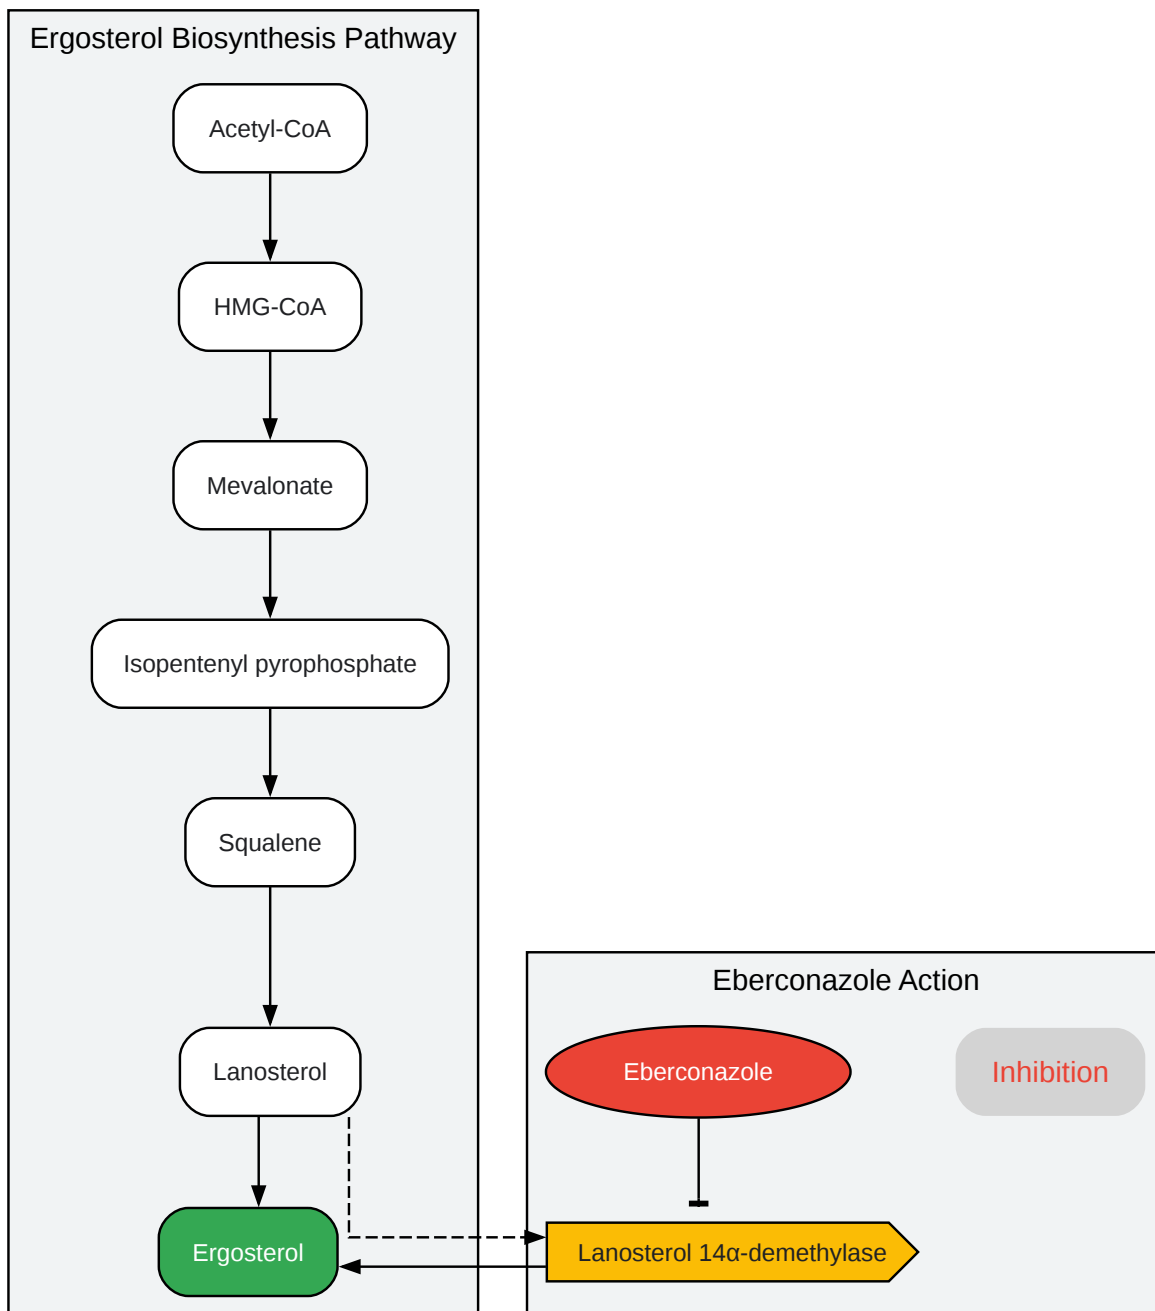 Ergosterol Biosynthesis Pathway
Acetyl-CoA
HMG-CoA
Mevalonate
Isopentenyl pyrophosphate
Squalene
Lanosterol
Ergosterol
Eberconazole Action
Eberconazole
Inhibition
Lanosterol 14α-demethylase